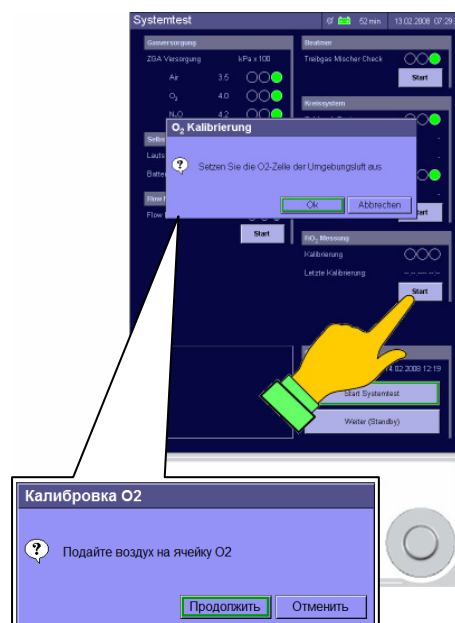 Systemtest
52 min
13.02.2008 07:29
Gasversorgung
ZGA Versorgung kPa x 100
Air 3.5
O₂ 4.0
N₂O 4.2
Beatmer
Treibgas Mischer Check
Start
Kreissystem
O₂ Kalibrierung
Setzen Sie die O2-Zelle der Umgebungsluft aus
Ok
Abbrechen
Start
FiO₂ Messung
Kalibrierung
Letzte Kalibrierung:
Start
12:19
Start Systemtest
Weiter (Standby)
Калибровка O2
Подайте воздух на ячейку O2
Продолжить
Отменить